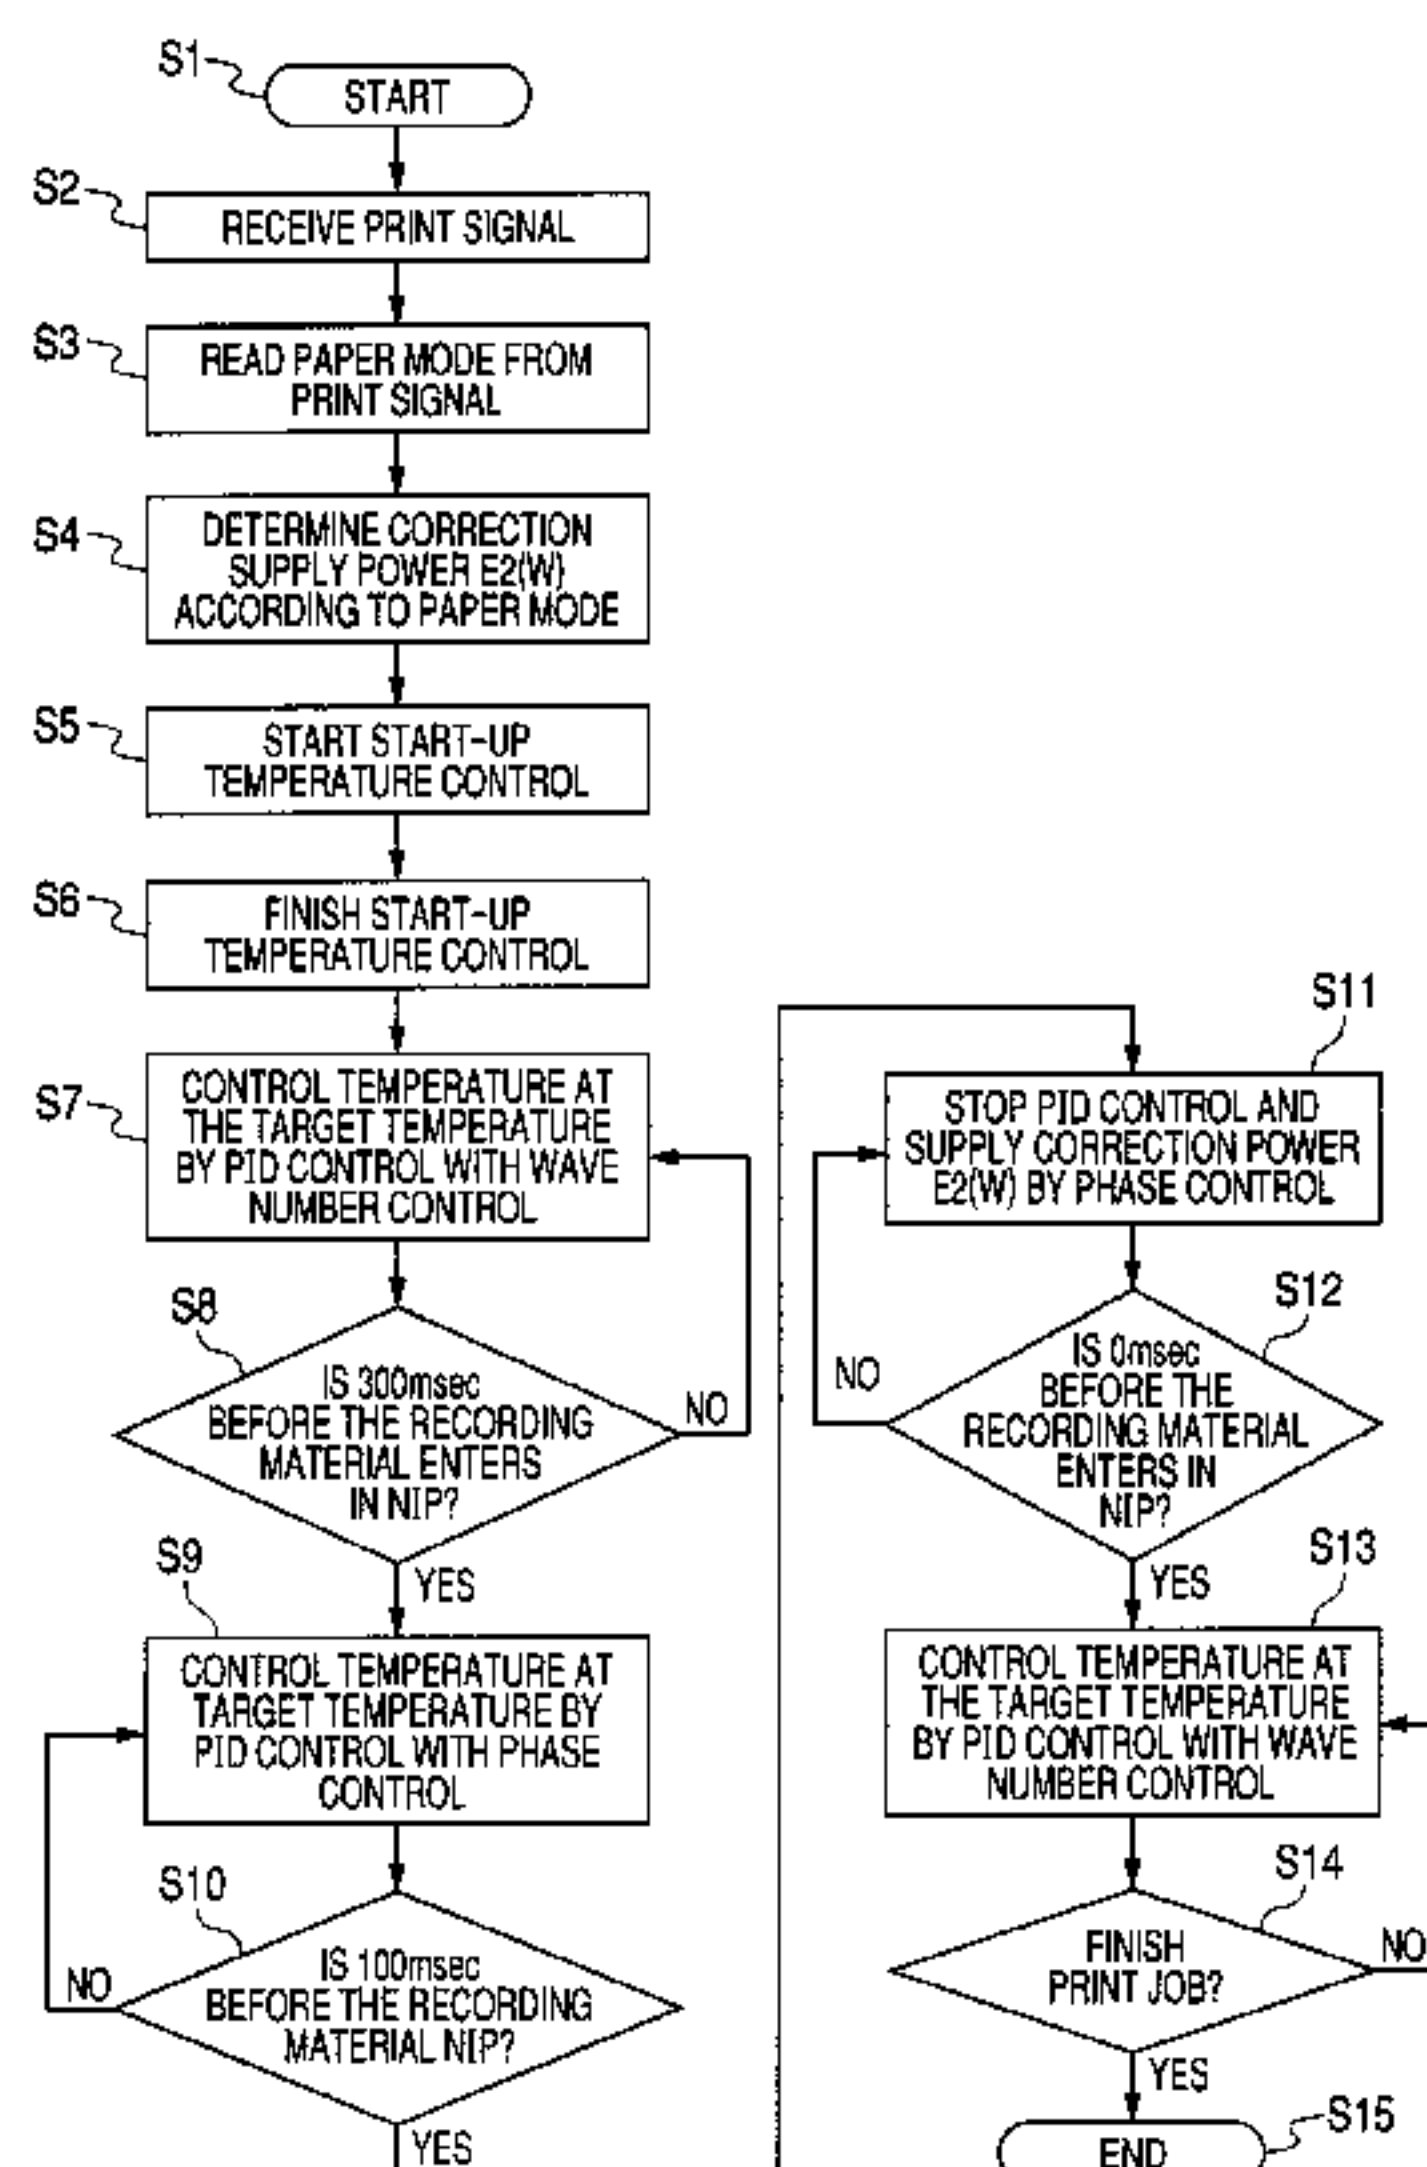 S1
START
S2
RECEIVE PRINT SIGNAL
S3
READ PAPER MODE FROM
PRINT SIGNAL
S4
DETERMINE CORRECTION
SUPPLY POWER E2(W)
ACCORDING TO PAPER MODE
S5
START START-UP
TEMPERATURE CONTROL
S6
FINISH START-UP
TEMPERATURE CONTROL
S7
CONTROL TEMPERATURE AT
THE TARGET TEMPERATURE
BY PID CONTROL WITH WAVE
NUMBER CONTROL
S8
IS 300msec
BEFORE THE RECORDING
MATERIAL ENTERS
IN NIP?
NO
YES
S9
CONTROL TEMPERATURE AT
TARGET TEMPERATURE BY
PID CONTROL WITH PHASE
CONTROL
S10
IS 100msec
BEFORE THE RECORDING
MATERIAL NIP?
NO
YES
S11
STOP PID CONTROL AND
SUPPLY CORRECTION POWER
E2(W) BY PHASE CONTROL
S12
IS 0msec
BEFORE THE
RECORDING MATERIAL
ENTERS IN
NIP?
NO
YES
S13
CONTROL TEMPERATURE AT
THE TARGET TEMPERATURE
BY PID CONTROL WITH WAVE
NUMBER CONTROL
S14
FINISH
PRINT JOB?
NO
YES
S15
END